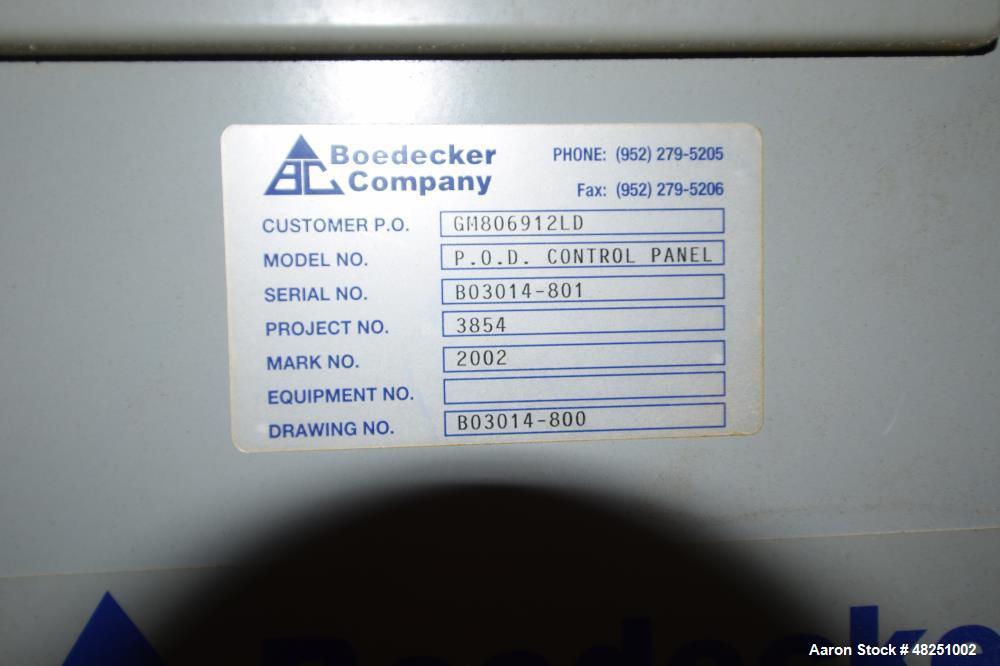 BC Boedecker Company
PHONE: (952) 279-5205
Fax: (952) 279-5206
CUSTOMER P.O. GM806912LD
MODEL NO. P.O.D. CONTROL PANEL
SERIAL NO. B03014-801
PROJECT NO. 3854
MARK NO. 2002
EQUIPMENT NO.
DRAWING NO. B03014-800
Aaron Stock # 48251002